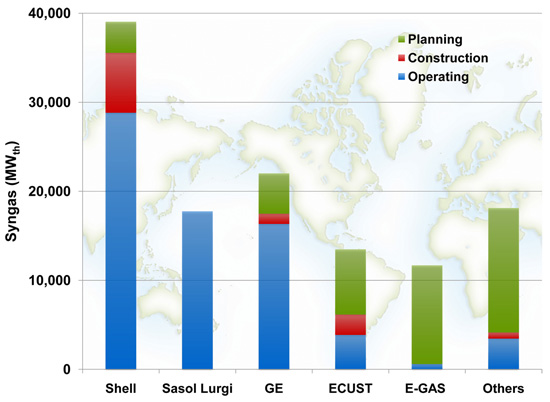 40,000
30,000
20,000
10,000
0
Syngas (MWth)
Planning
Construction
Operating
Shell
Sasol Lurgi
GE
ECUST
E-GAS
Others